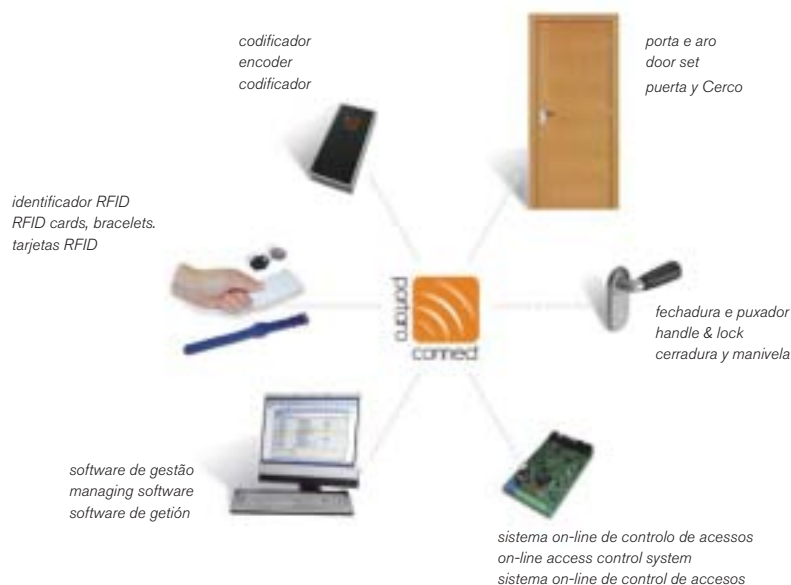 codificador
encoder
codificador
porta e aro
door set
puerta y Cerco
identificador RFID
RFID cards, bracelets.
tarjetas RFID
portaro
connect
fechadura e puxador
handle & lock
cerradura y manivela
software de gestão
managing software
software de getión
sistema on-line de controlo de acessos
on-line access control system
sistema on-line de control de accesos